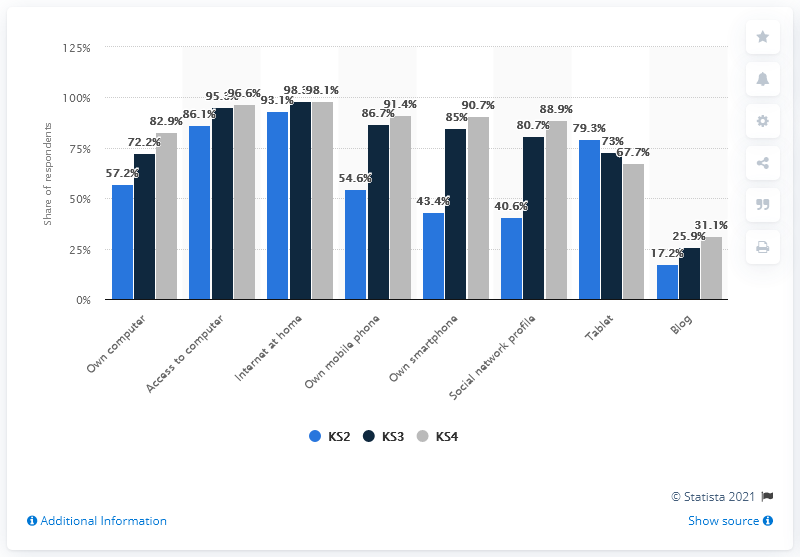 125%
100%
75%
50%
25%
0%
Share of respondents
57.2%
72.2%
82.9%
86.1%
96.6%
93.1%
98.1%
54.6%
86.7%
91.4%
43.4%
85%
90.7%
40.6%
80.7%
88.9%
79.3%
73%
67.7%
17.2%
25.9%
31.1%
Own computer
Access to computer
Internet at home
Own mobile phone
Own smartphone
Social network profile
Tablet
Blog
KS2 KS3 KS4
© Statista 2021
Additional Information
Show source